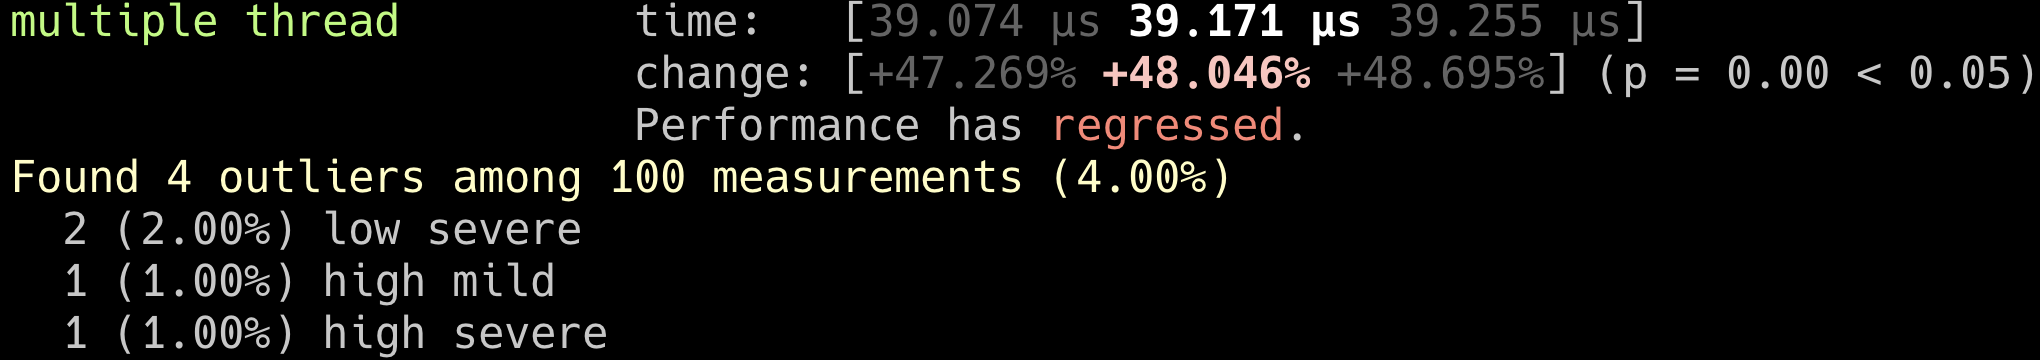 multiple thread         time:   [39.074 µs 39.171 µs 39.255 µs]
                        change: [+47.269% +48.046% +48.695%] (p = 0.00 < 0.05)
                        Performance has regressed.
Found 4 outliers among 100 measurements (4.00%)
  2 (2.00%) low severe
  1 (1.00%) high mild
  1 (1.00%) high severe